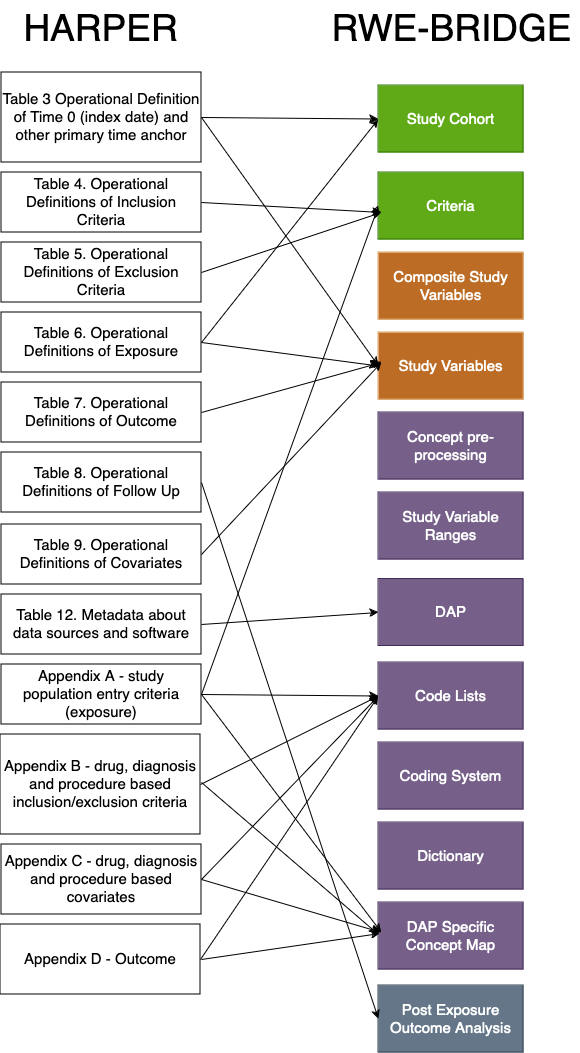 HARPER
RWE-BRIDGE
Table 3 Operational Definition
of Time 0 (index date) and
other primary time anchor
Table 4. Operational
Definitions of Inclusion
Criteria
Table 5. Operational
Definitions of Exclusion
Criteria
Table 6. Operational
Definitions of Exposure
Table 7. Operational
Definitions of Outcome
Table 8. Operational
Definitions of Follow Up
Table 9. Operational
Definitions of Covariates
Table 12. Metadata about
data sources and software
Appendix A - study
population entry criteria
(exposure)
Appendix B - drug, diagnosis
and procedure based
inclusion/exclusion criteria
Appendix C - drug, diagnosis
and procedure based
covariates
Appendix D - Outcome
Study Cohort
Criteria
Composite Study
Variables
Study Variables
Concept pre-
processing
Study Variable
Ranges
DAP
Code Lists
Coding System
Dictionary
DAP Specific
Concept Map
Post Exposure
Outcome Analysis